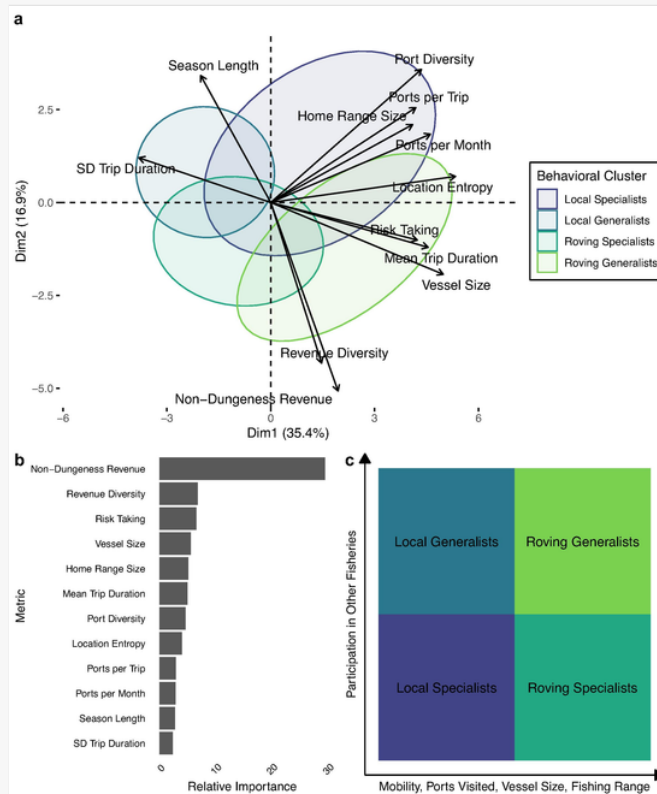 a
Port Diversity
Season Length
Ports per Trip
Home Range Size
Ports per Month
SD Trip Duration
Location Entropy
Risk Taking
Mean Trip Duration
Vessel Size
Revenue Diversity
Non-Dungeness Revenue
2.5
0.0
-2.5
-5.0
Dim2 (16.9%)
-6
-3
0
3
6
Dim1 (35.4%)
Behavioral Cluster
Local Specialists
Local Generalists
Roving Specialists
Roving Generalists
b
Non-Dungeness Revenue
Revenue Diversity
Risk Taking
Vessel Size
Home Range Size
Mean Trip Duration
Port Diversity
Location Entropy
Ports per Trip
Ports per Month
Season Length
SD Trip Duration
Metric
0
10
20
30
Relative Importance
c
Participation in Other Fisheries
Local Generalists
Roving Generalists
Local Specialists
Roving Specialists
Mobility, Ports Visited, Vessel Size, Fishing Range